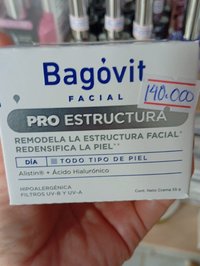 Bagóvit
FACIAL
140.000
PRO ESTRUCTURA
REMODELA LA ESTRUCTURA FACIAL*
REDENSIFICA LA PIEL**
DÍA
TODO TIPO DE PIEL
Alistin® + Ácido Hialurónico
HIPOALERGÉNICA
FILTROS UV-B Y UV-A
Cont. Neto Crema 55 g